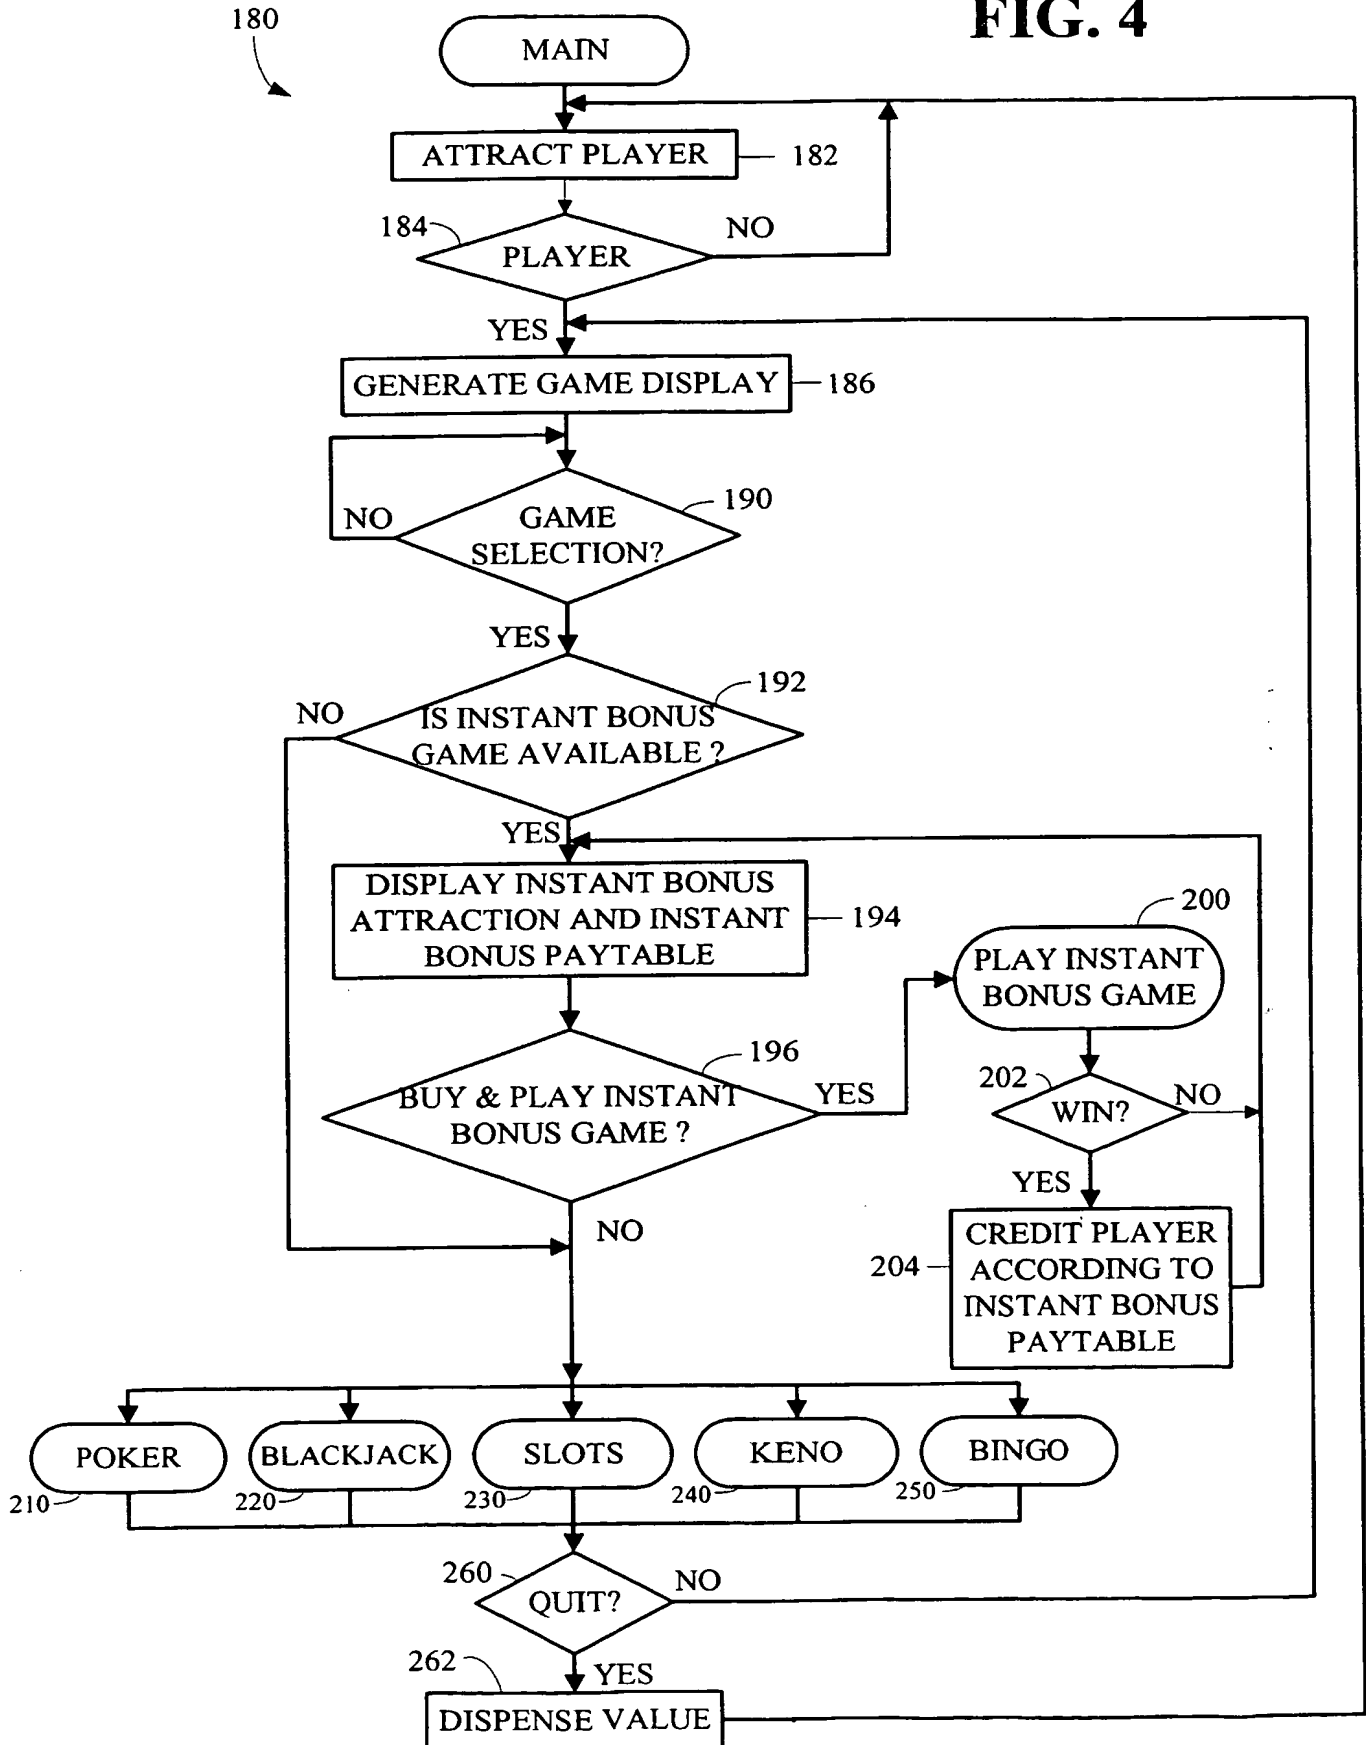 FIG. 4
180
MAIN
ATTRACT PLAYER
182
184
PLAYER
NO
YES
GENERATE GAME DISPLAY
186
190
NO
GAME
SELECTION?
YES
192
NO
IS INSTANT BONUS
GAME AVAILABLE ?
YES
DISPLAY INSTANT BONUS
ATTRACTION AND INSTANT
BONUS PAYTABLE
194
200
PLAY INSTANT
BONUS GAME
196
BUY & PLAY INSTANT
BONUS GAME ?
YES
202
WIN?
NO
YES
NO
204
CREDIT PLAYER
ACCORDING TO
INSTANT BONUS
PAYTABLE
POKER
BLACKJACK
SLOTS
KENO
BINGO
210
220
230
240
250
260
QUIT?
NO
262
YES
DISPENSE VALUE